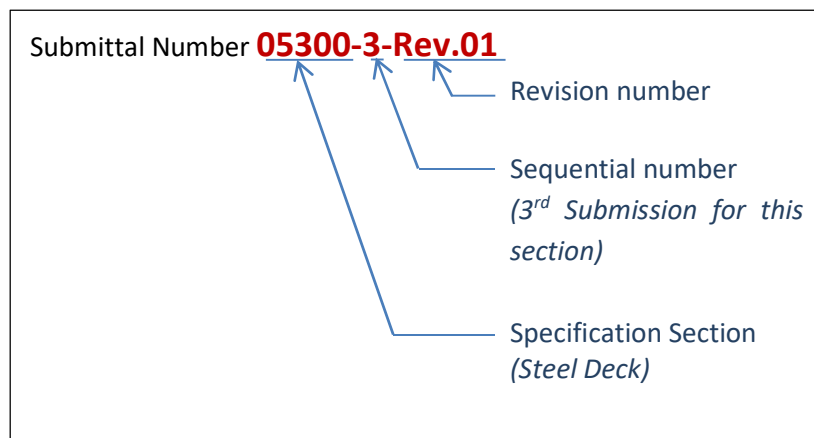 Submittal Number 05300-3-Rev.01
Revision number
Sequential number
(3rd Submission for this
section)
Specification Section
(Steel Deck)